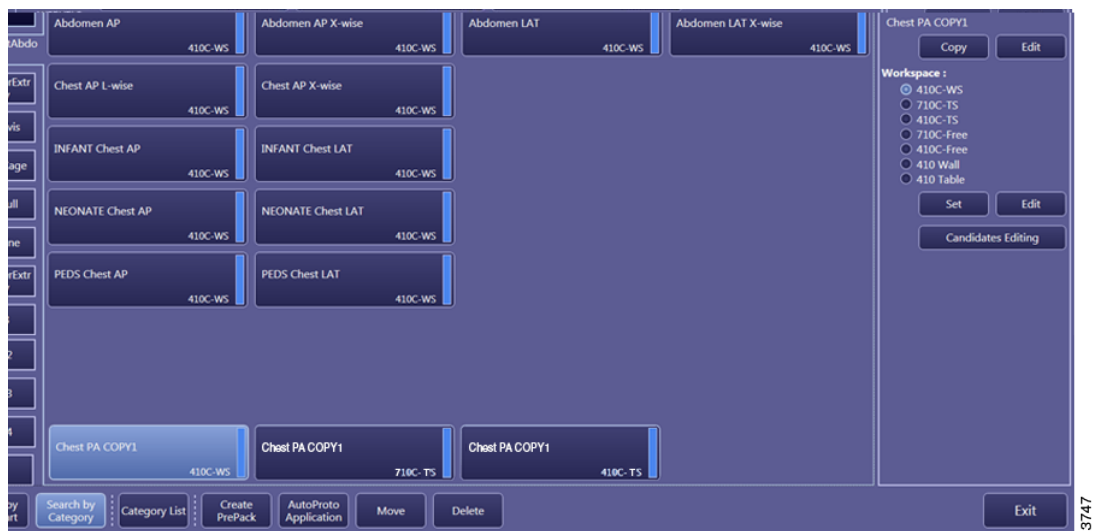 Abdomen AP
410C-WS
Abdomen AP X-wise
410C-WS
Abdomen LAT
410C-WS
Abdomen LAT X-wise
410C-WS
Chest AP L-wise
410C-WS
Chest AP X-wise
410C-WS
INFANT Chest AP
410C-WS
INFANT Chest LAT
410C-WS
NEONATE Chest AP
410C-WS
NEONATE Chest LAT
410C-WS
PEDS Chest AP
410C-WS
PEDS Chest LAT
410C-WS
Chest PA COPY1
410C-WS
Chest PA COPY1
710C-TS
Chest PA COPY1
410C-TS
Search by
Category
Category List
Create
PrePack
AutoProto
Application
Move
Delete
Chest PA COPY1
Copy
Edit
Workspace :
410C-WS
710C-TS
410C-TS
710C-Free
410C-Free
410 Wall
410 Table
Set
Edit
Candidates Editing
Exit
3747